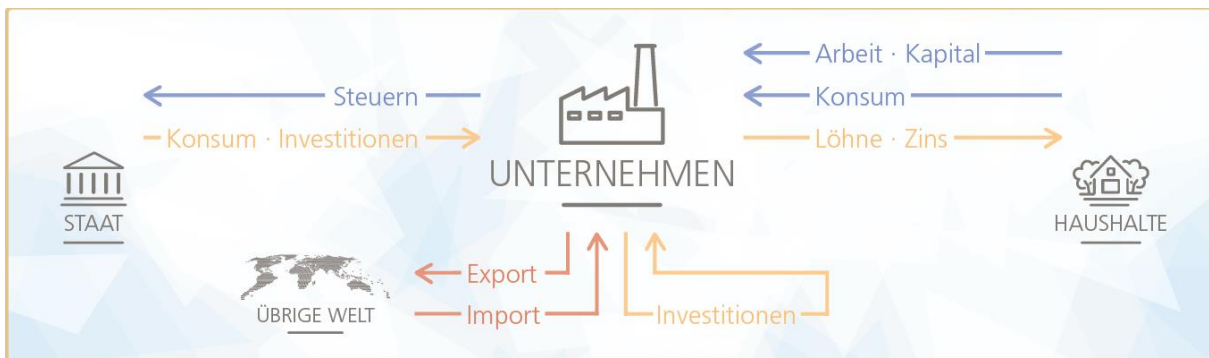 Arbeit · Kapital
Steuern
Konsum
Konsum · Investitionen
Löhne · Zins
UNTERNEHMEN
STAAT
HAUSHALTE
Export
ÜBRIGE WELT
Import
Investitionen